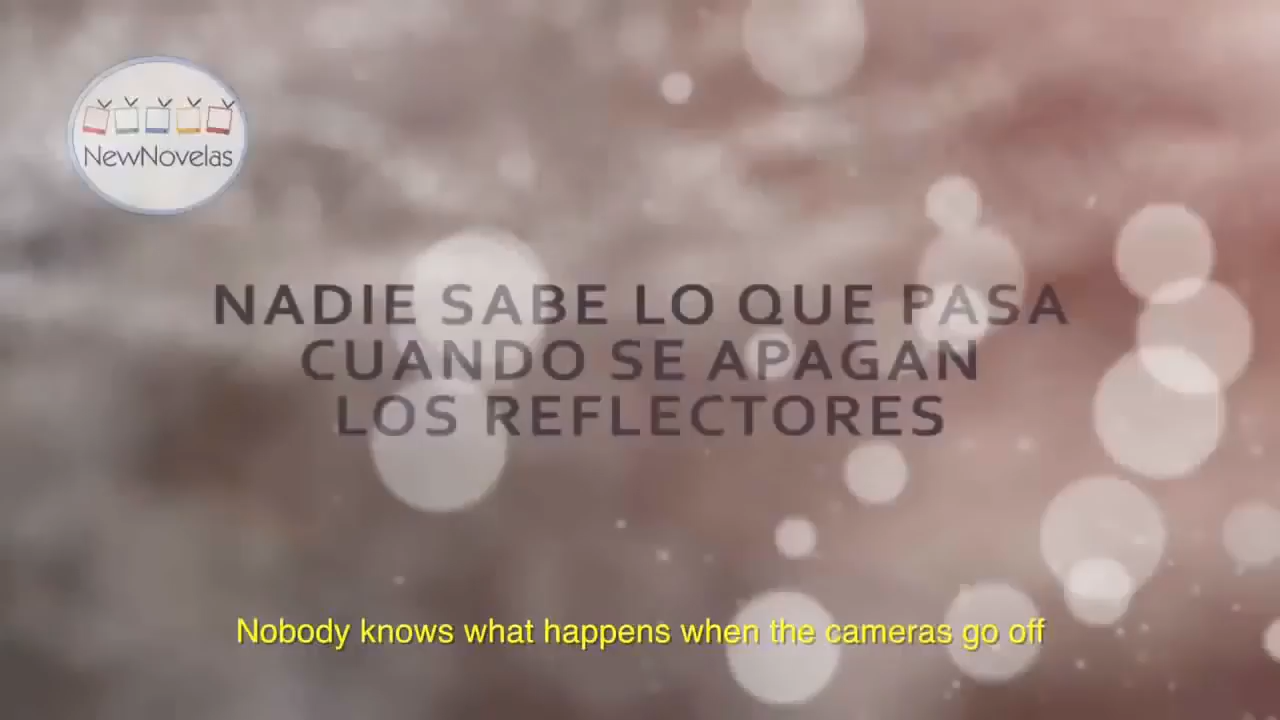 NewNovelas
NADIE SABE LO QUE PASA
CUANDO SE APAGAN
LOS REFLECTORES
Nobody knows what happens when the cameras go off